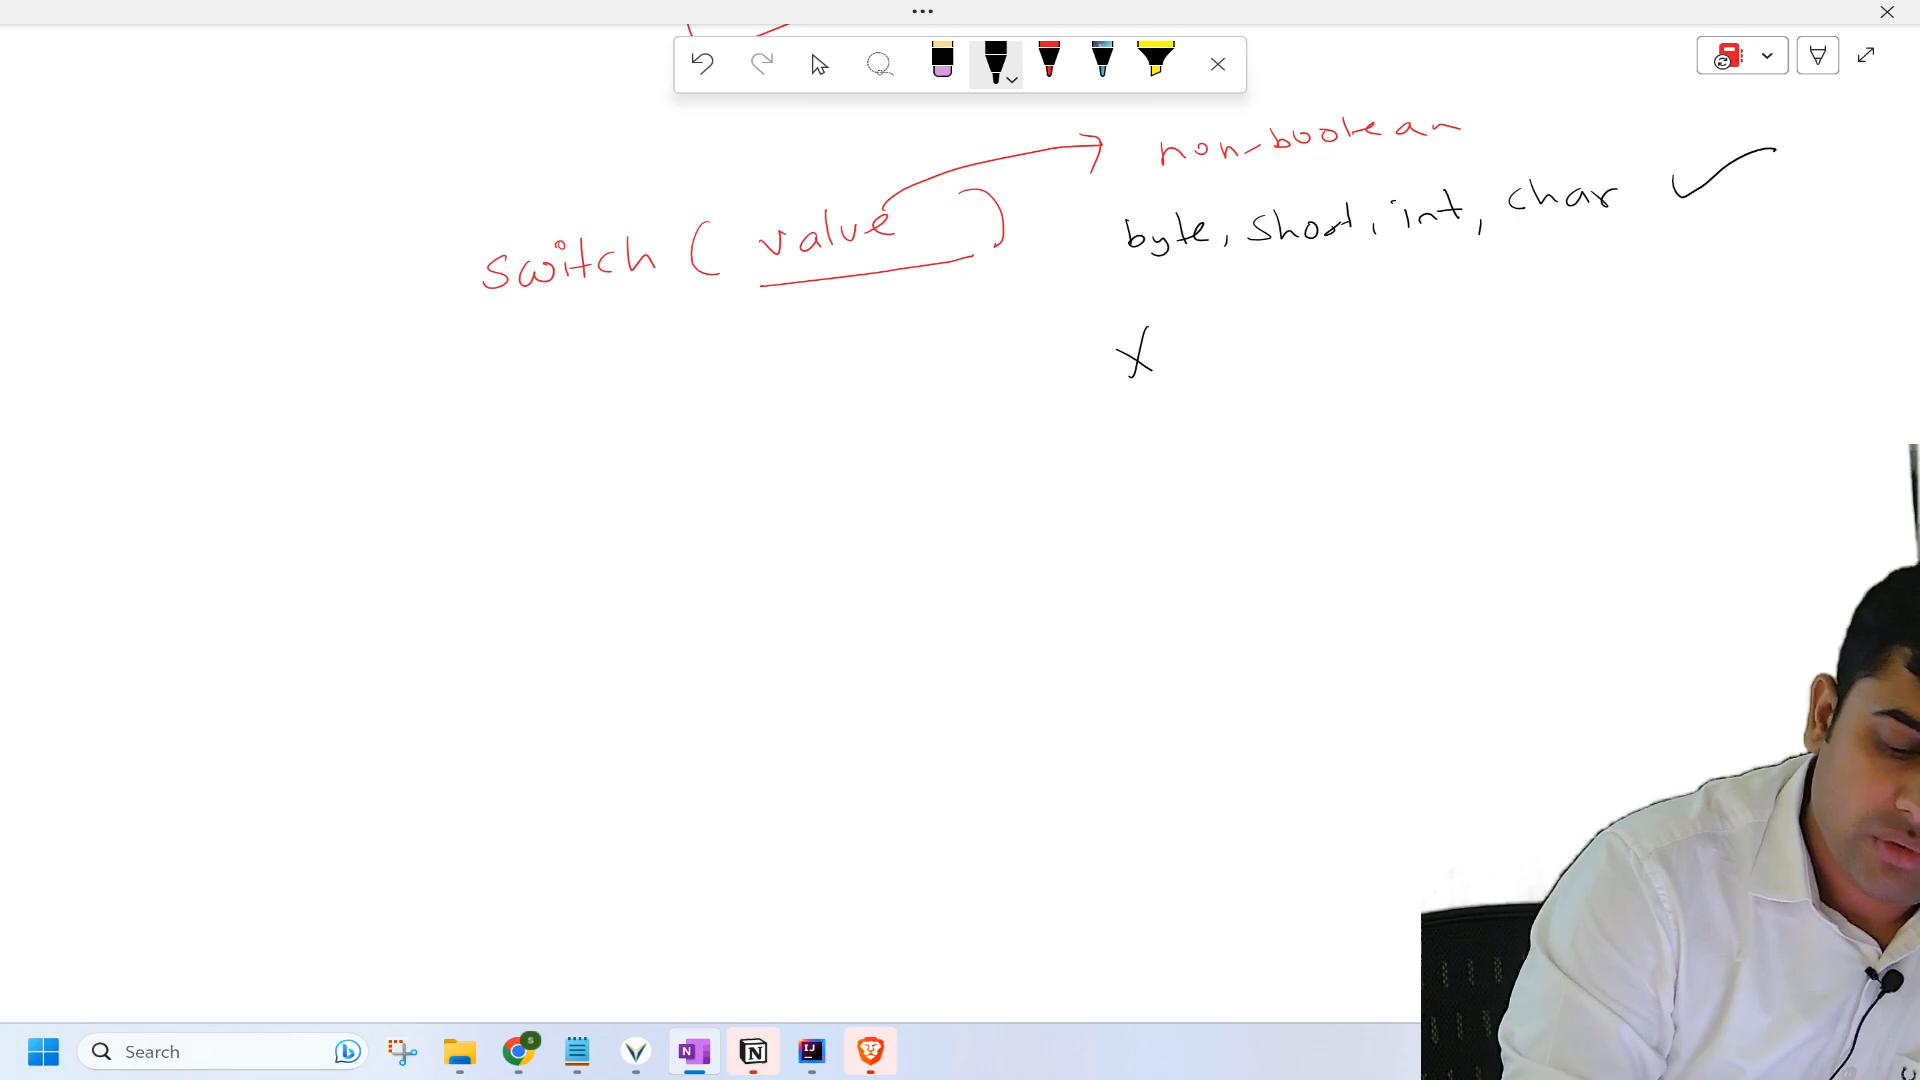 non-boolean
byte, short, int, char ✓
switch ( value )
X
Search